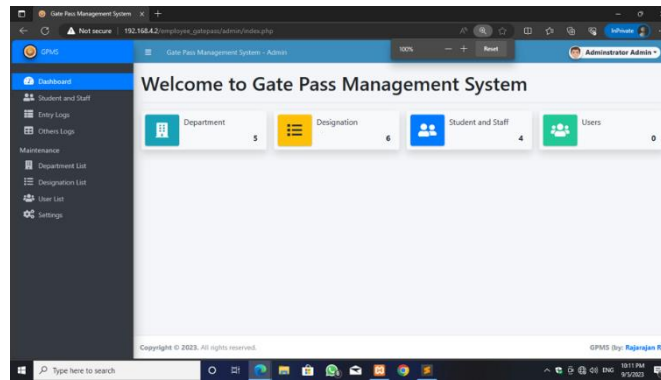 Gate Pass Management System
Not secure 192.168.4.2/employee_gatepass/admin/index.php
InPrivate
GPMS
Gate Pass Management System - Admin
100%
Reset
Adminstrator Admin
Dashboard
Student and Staff
Entry Logs
Others Logs
Maintenance
Department List
Designation List
User List
Settings
Welcome to Gate Pass Management System
Department
5
Designation
6
Student and Staff
4
Users
0
Copyright © 2023. All rights reserved.
GPMS (by: Rajarajan R
Type here to search
ENG
10:11 PM
9/5/2023